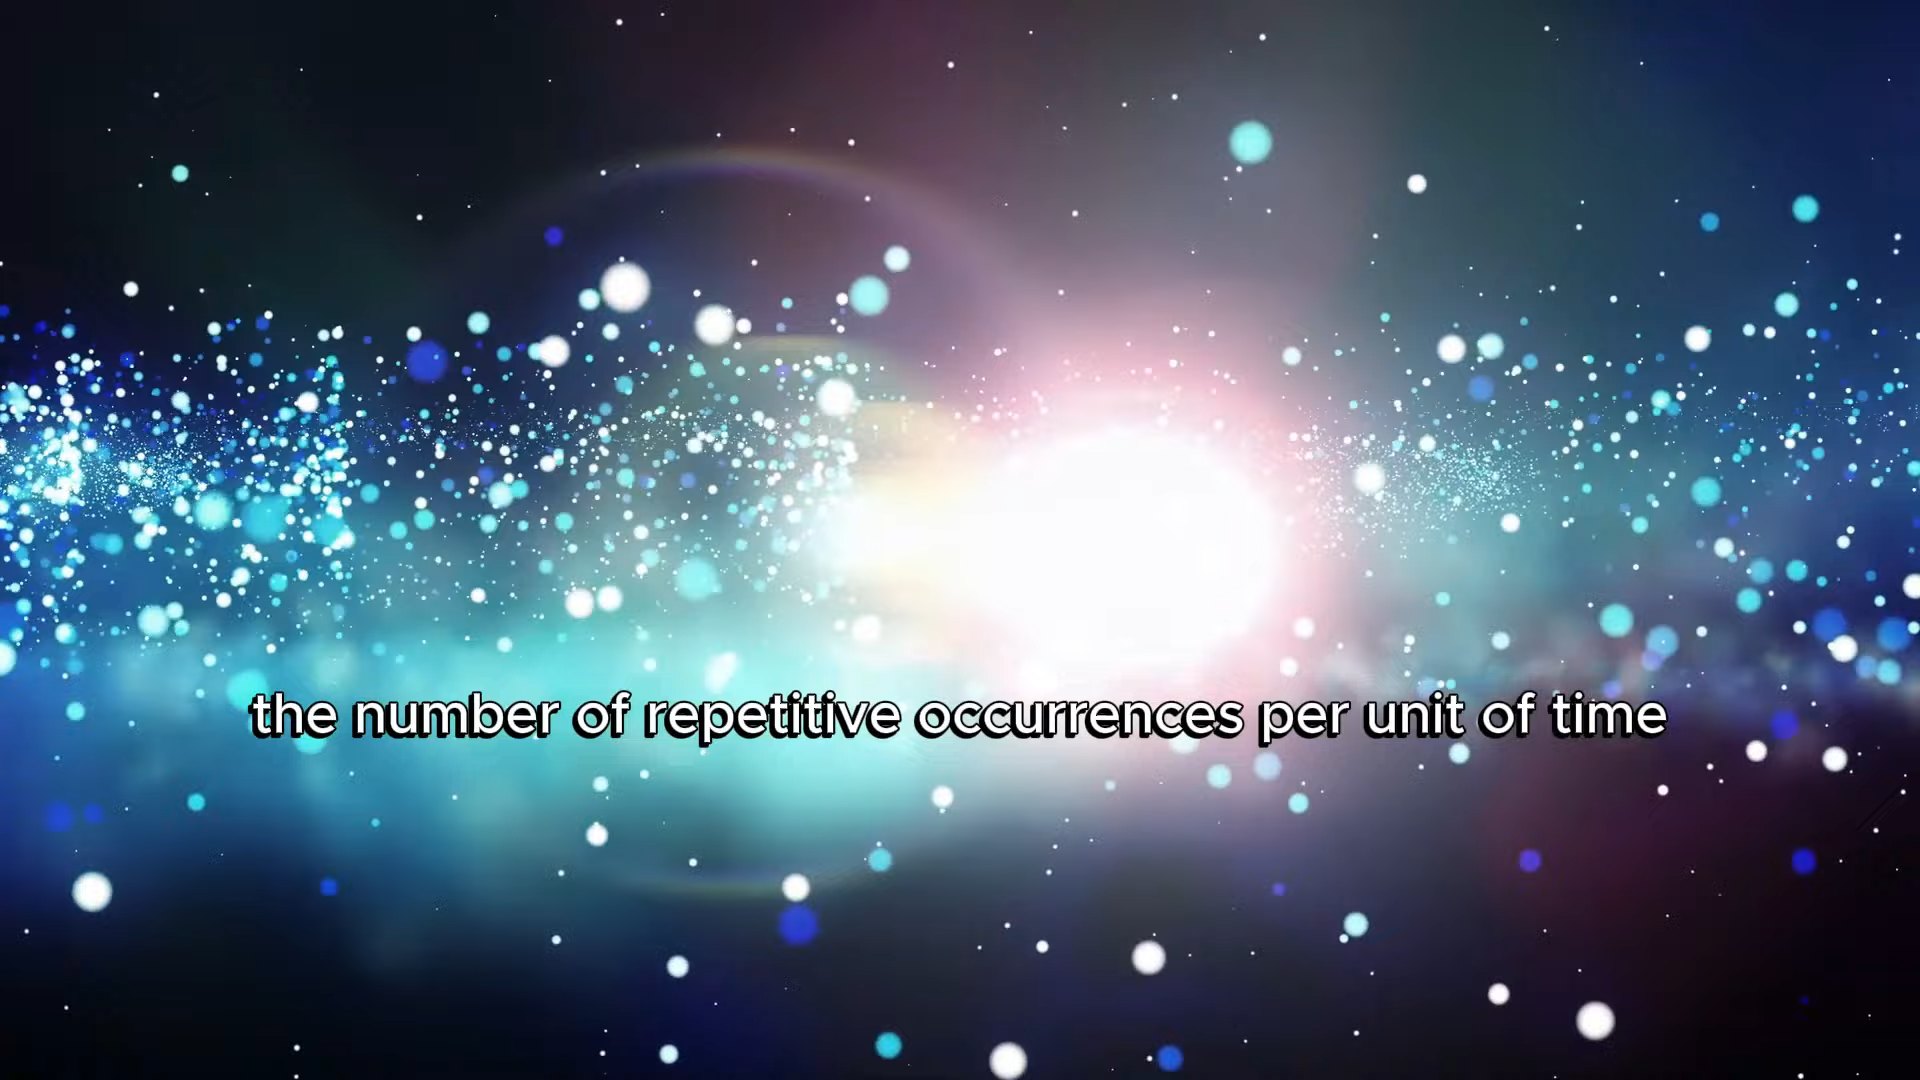 the number of repetitive occurrences per unit of time